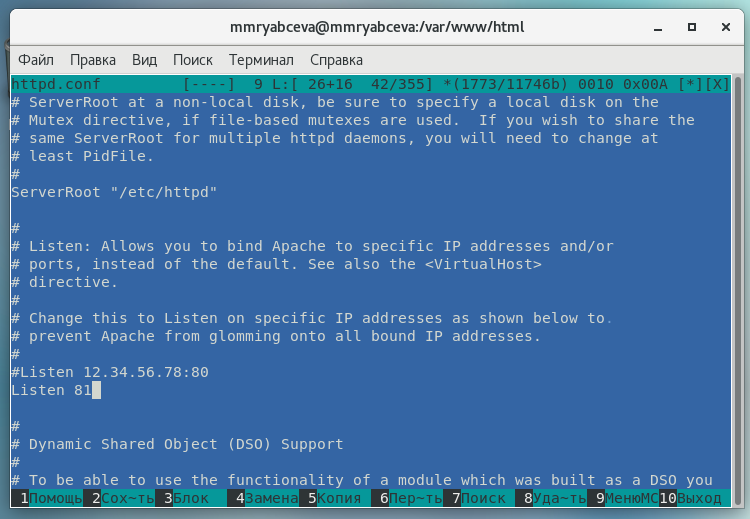 mmryabceva@mmryabceva:/var/www/html
Файл Правка Вид Поиск Терминал Справка
httpd.conf [----] 9 L:[ 26+16 42/355] *(1773/11746b) 0010 0x00A [*][X]
# ServerRoot at a non-local disk, be sure to specify a local disk on the
# Mutex directive, if file-based mutexes are used.  If you wish to share the
# same ServerRoot for multiple httpd daemons, you will need to change at
# least PidFile.
#
ServerRoot "/etc/httpd"
#
# Listen: Allows you to bind Apache to specific IP addresses and/or
# ports, instead of the default. See also the <VirtualHost>
# directive.
#
# Change this to Listen on specific IP addresses as shown below to.
# prevent Apache from glomming onto all bound IP addresses.
#
#Listen 12.34.56.78:80
Listen 81
#
# Dynamic Shared Object (DSO) Support
#
# To be able to use the functionality of a module which was built as a DSO you
1Помощь 2Сох~ть 3Блок 4Замена 5Копия 6Пер~ть 7Поиск 8Уда~ть 9МенюMC 10Выход